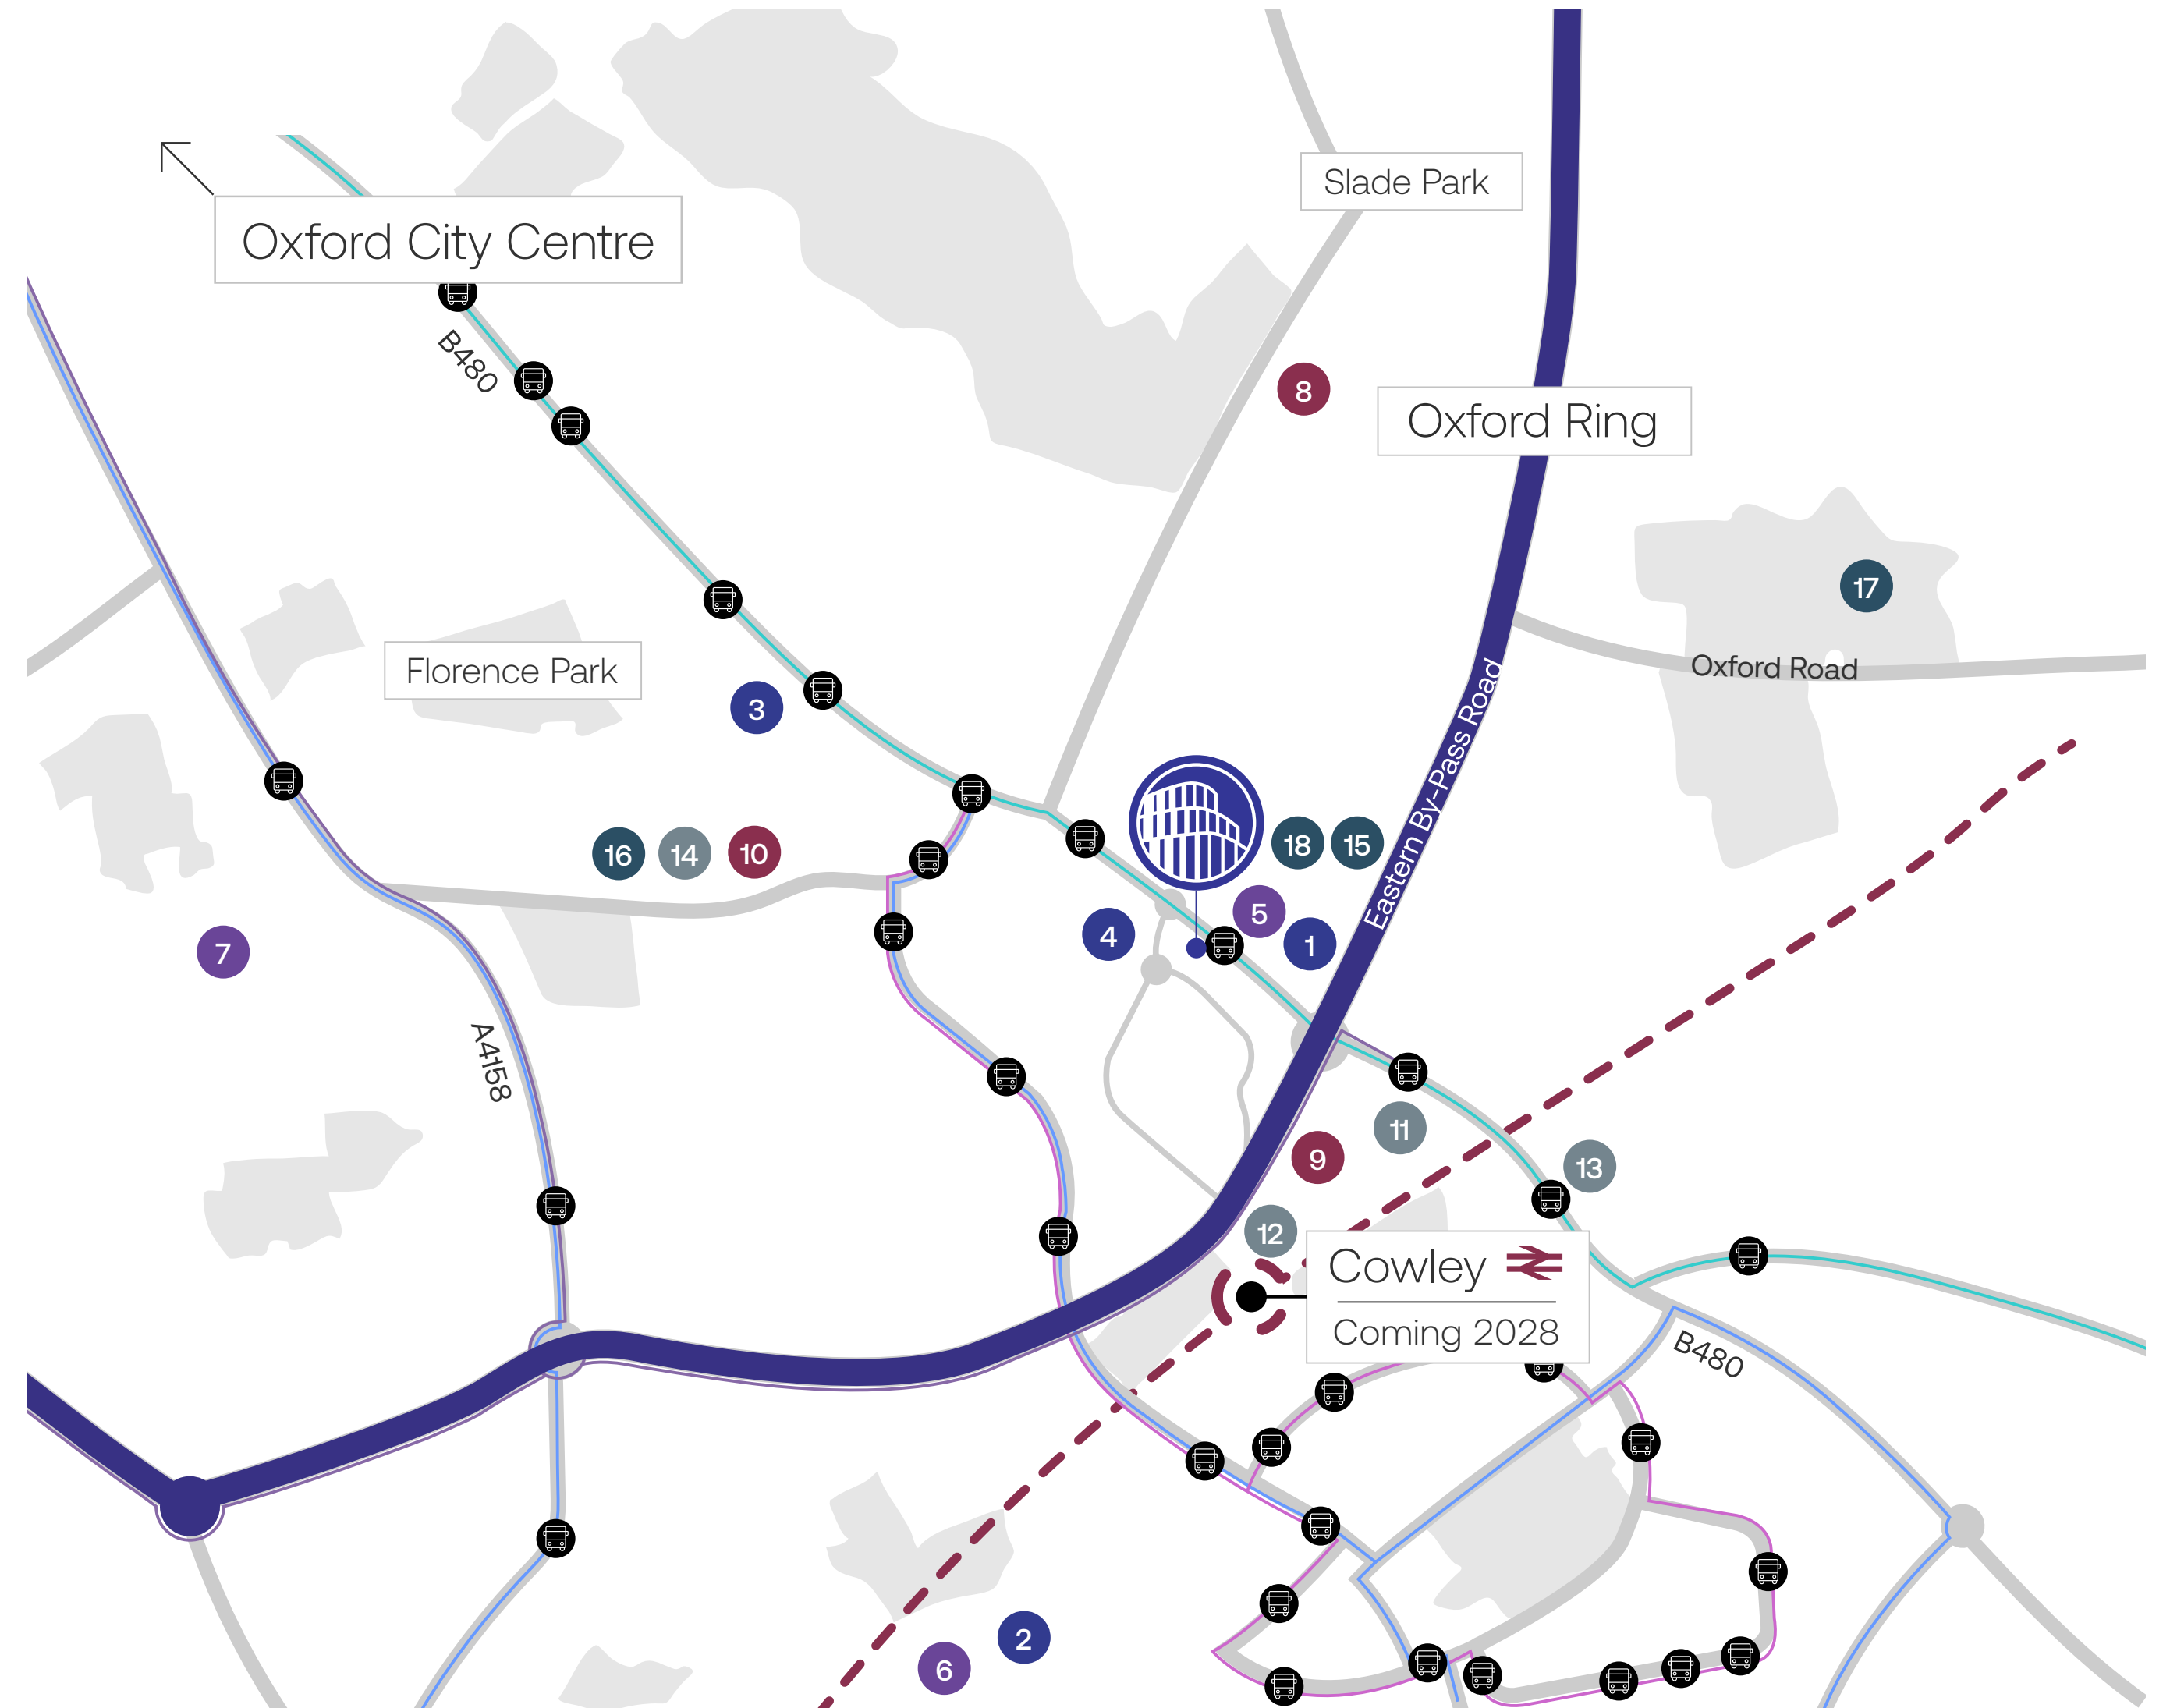 Slade Park
Oxford City Centre
B480
8
Oxford Ring
17
Oxford Road
Florence Park
3
Eastern By-Pass Road
16
14
10
18
15
5
4
1
7
A4158
11
9
13
12
Cowley
Coming 2028
B480
2
6